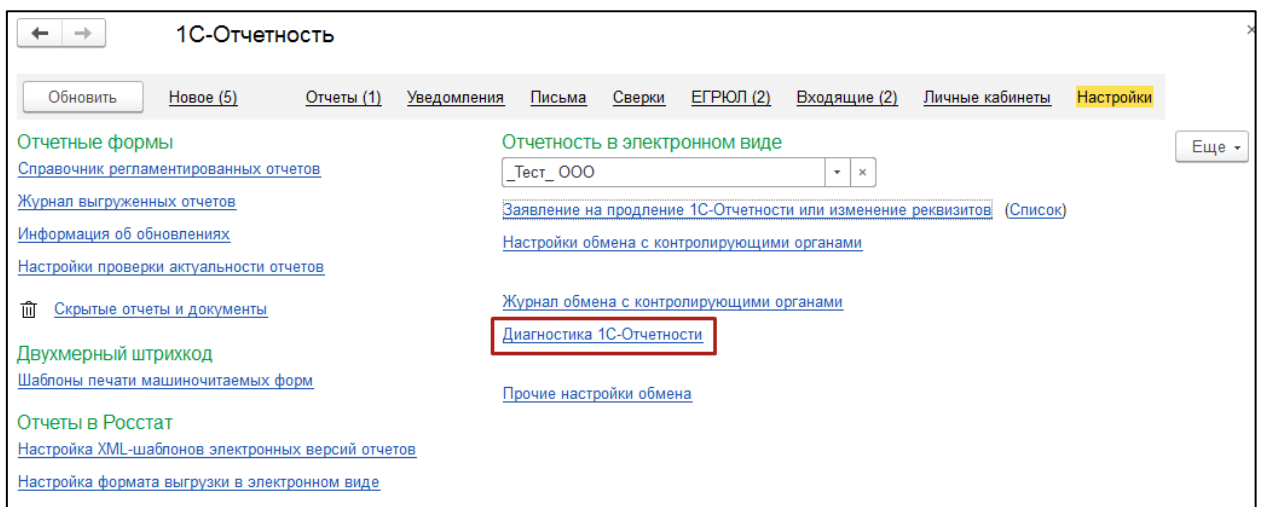 1С-Отчетность
Обновить Новое (5) Отчеты (1) Уведомления Письма Сверки ЕГРЮЛ (2) Входящие (2) Личные кабинеты Настройки
Отчетные формы
Справочник регламентированных отчетов
Журнал выгруженных отчетов
Информация об обновлениях
Настройки проверки актуальности отчетов
Скрытые отчеты и документы
Двухмерный штрихкод
Шаблоны печати машиночитаемых форм
Отчеты в Росстат
Настройка XML-шаблонов электронных версий отчетов
Настройка формата выгрузки в электронном виде
Отчетность в электронном виде
_Тест_ ООО
Заявление на продление 1С-Отчетности или изменение реквизитов (Список)
Настройки обмена с контролирующими органами
Журнал обмена с контролирующими органами
Диагностика 1С-Отчетности
Прочие настройки обмена
Еще